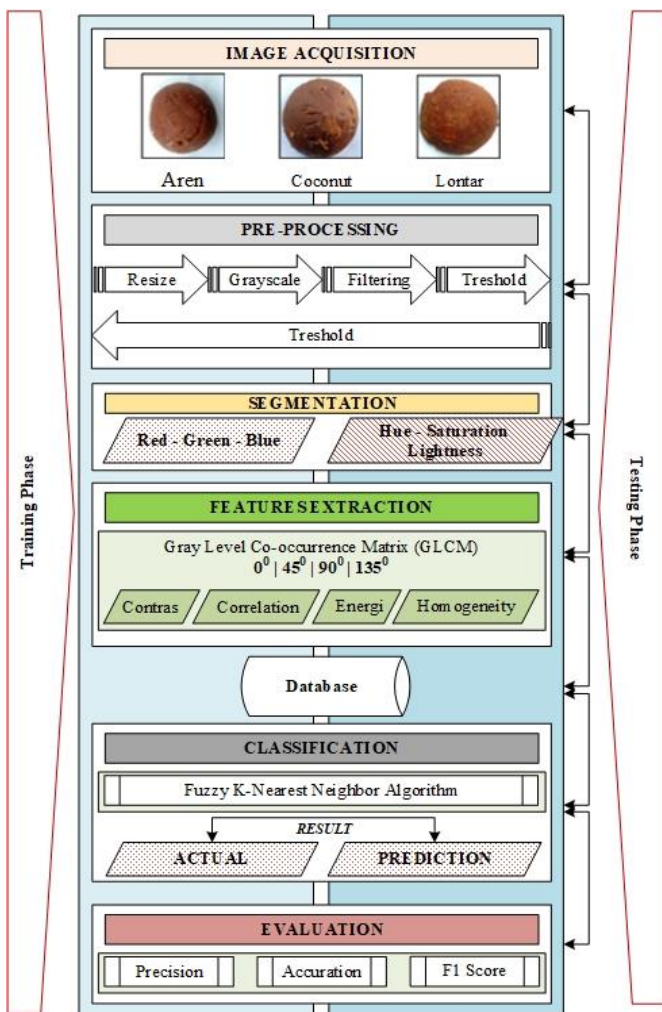 IMAGE ACQUISITION
Aren
Coconut
Lontar
PRE-PROCESSING
Resize
Grayscale
Filtering
Treshold
Treshold
SEGMENTATION
Red - Green - Blue
Hue - Saturation
Lightness
FEATURES EXTRACTION
Gray Level Co-occurrence Matrix (GLCM)
0⁰ | 45⁰ | 90⁰ | 135⁰
Contras
Correlation
Energi
Homogeneity
Database
CLASSIFICATION
Fuzzy K-Nearest Neighbor Algorithm
RESULT
ACTUAL
PREDICTION
EVALUATION
Precision
Accuration
F1 Score
Training Phase
Testing Phase